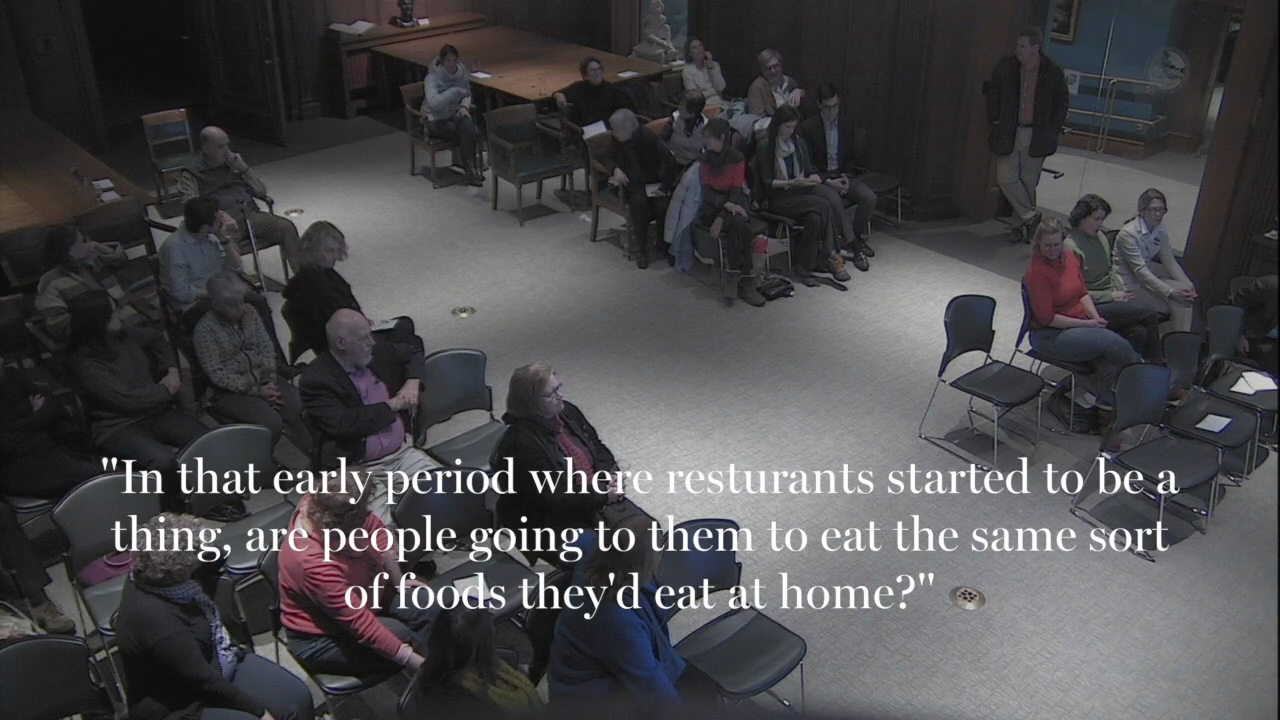 "In that early period where resturants started to be a
thing, are people going to them to eat the same sort
of foods they'd eat at home?"